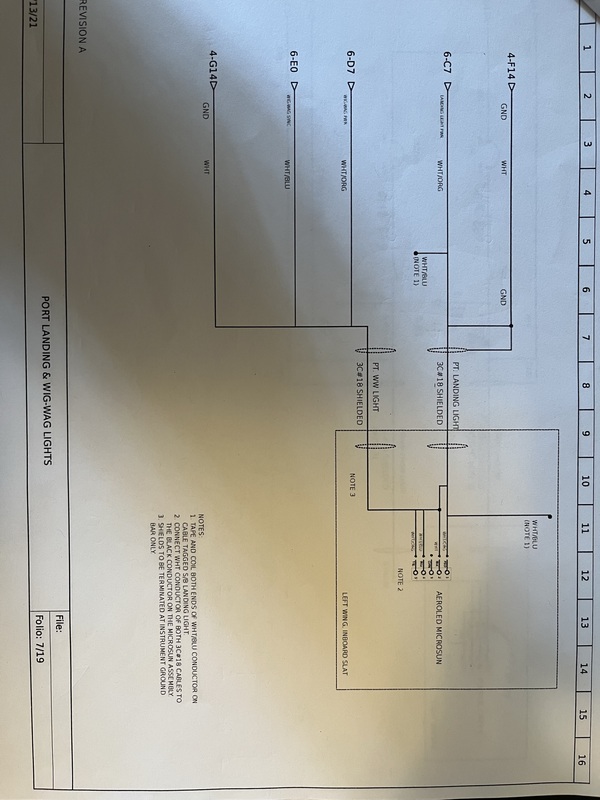 1
2
3
4
5
6
7
8
9
10
11
12
13
14
15
16
4-F14
GND
WHT
GND
6-C7
LANDING LIGHT PWR
WHT/ORG
WHT/BLU
(NOTE 1)
PT. LANDING LIGHT
3C#18 SHIELDED
WHT/BLU
(NOTE 1)
6-D7
WIG-WAG PWR
WHT/ORG
PT. WW LIGHT
3C#18 SHIELDED
NOTE 3
NOTE 2
AEROLED MICROSUN
LEFT WING, INBOARD SLAT
6-E0
WIG-WAG SYNC
WHT/BLU
4-G14
GND
WHT
NOTES:
1. TAPE AND COIL BOTH ENDS OF WHT/BLU CONDUCTOR ON
CABLE TAGGED S/B LANDING LIGHT.
2. CONNECT WHT CONDUCTOR OF BOTH 3C#18 CABLES TO
THE BLACK CONDUCTOR ON THE MICROSUN ASSEMBLY
3. SHIELDS TO BE TERMINATED AT INSTRUMENT GROUND
BAR ONLY
REVISION A
13/21
PORT LANDING & WIG-WAG LIGHTS
File:
Folio: 7/19